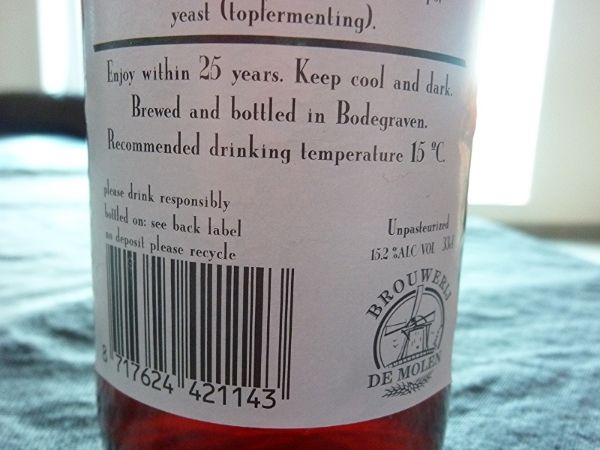 yeast (topfermenting).
Enjoy within 25 years. Keep cool and dark.
Brewed and bottled in Bodegraven.
Recommended drinking temperature 15 °C.
please drink responsibly
bottled on: see back label
no deposit please recycle
Unpasteurized
15.2 %ALC/VOL 33cl
BROUWERIJ
DE MOLEN
8 717624 421143